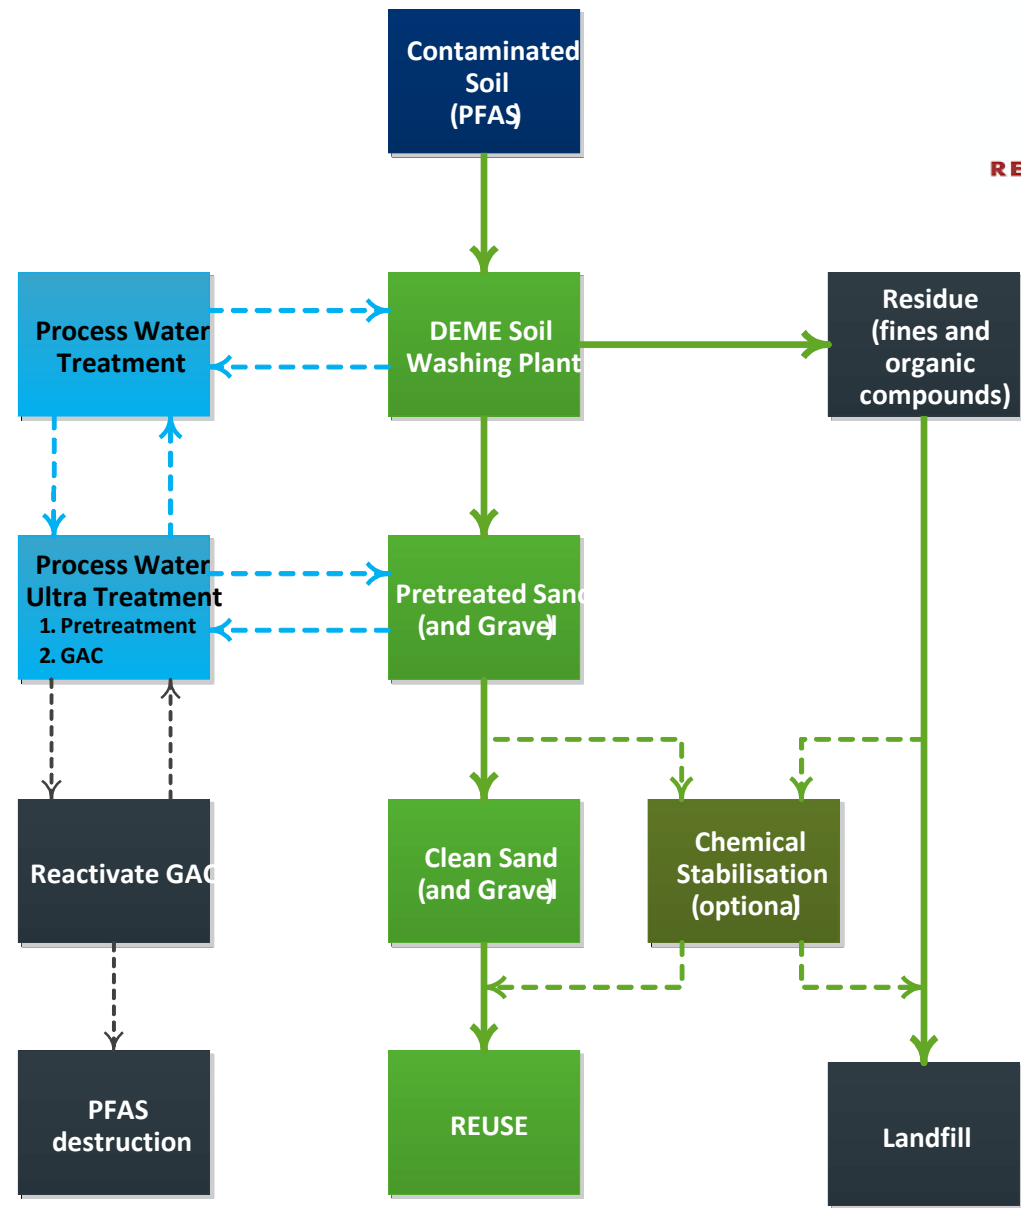 Contaminated
Soil
(PFAS)
RE
Process Water
Treatment
DEME Soil
Washing Plant
Residue
(fines and
organic
compounds)
Process Water
Ultra Treatment
1. Pretreatment
2. GAC
Pretreated Sand
(and Gravel)
Reactivate GAC
Clean Sand
(and Gravel)
Chemical
Stabilisation
(optional)
PFAS
destruction
REUSE
Landfill